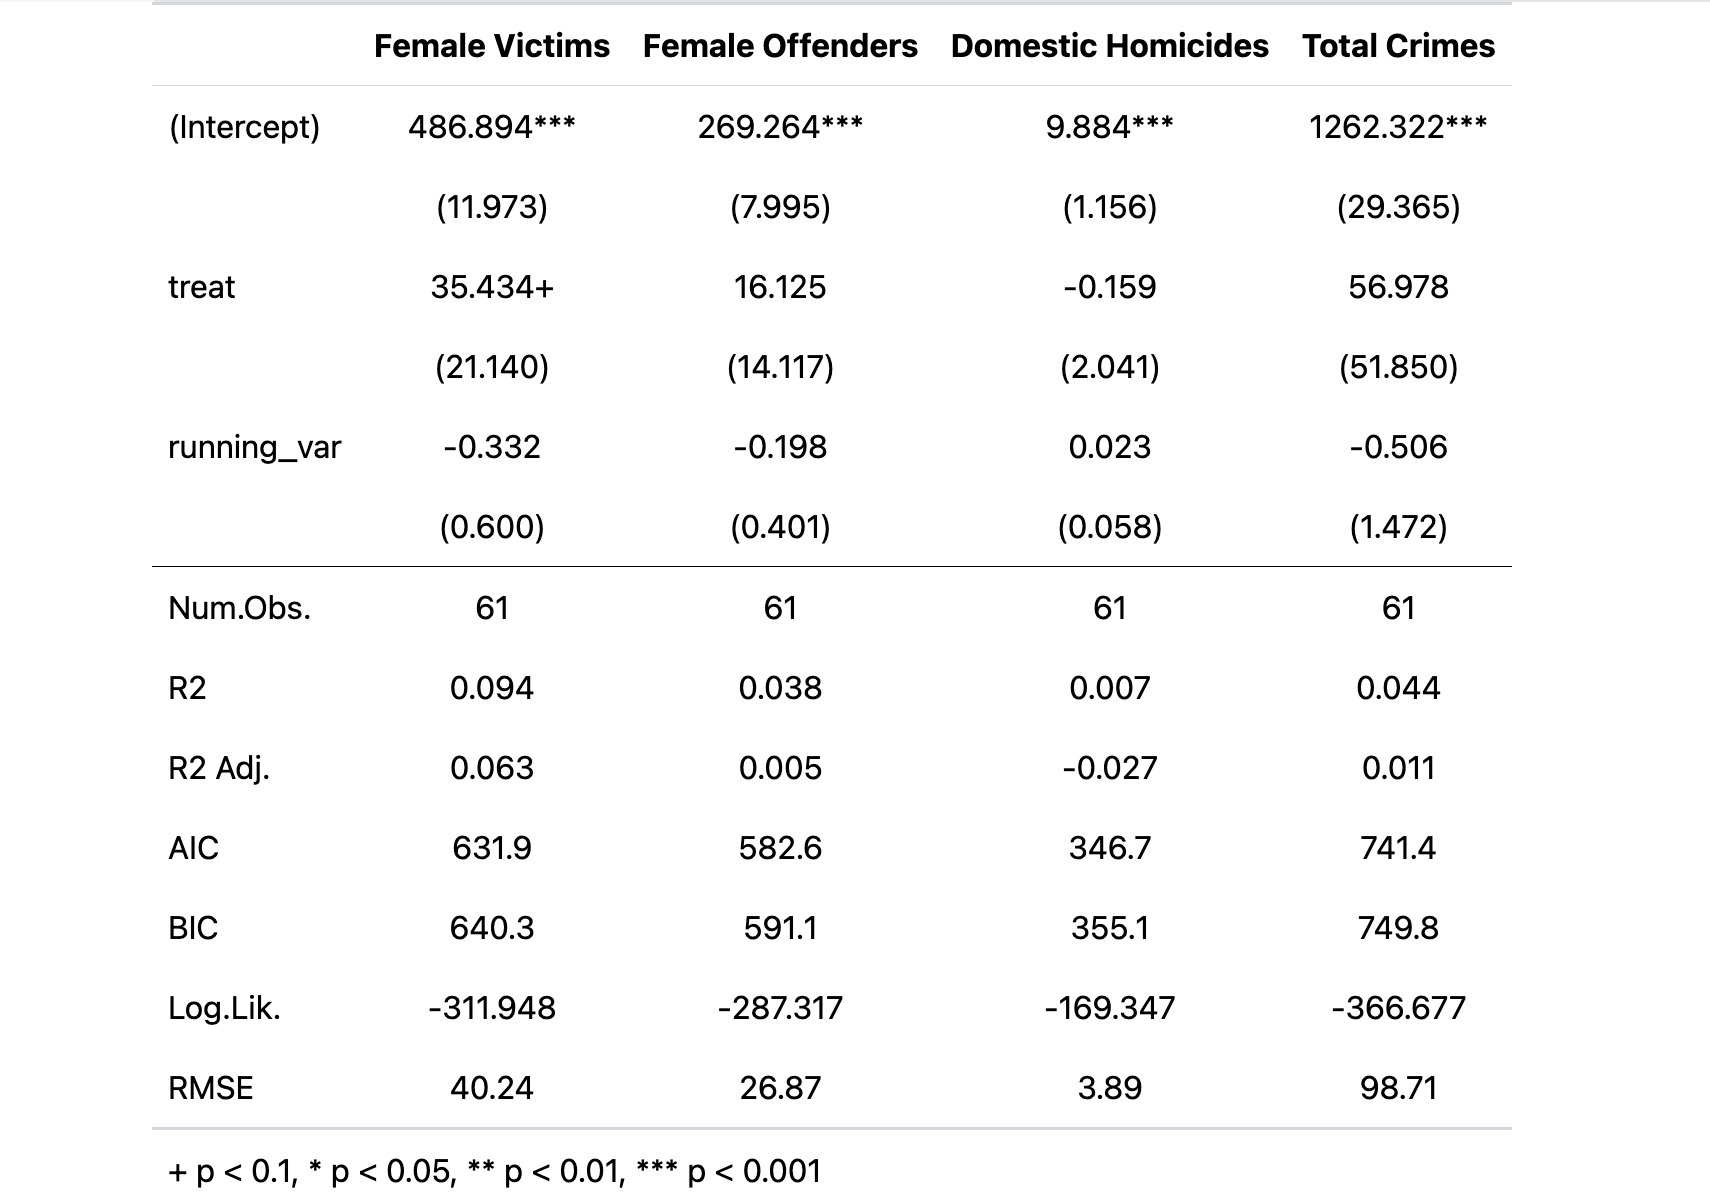 Female Victims Female Offenders Domestic Homicides Total Crimes
(Intercept) 486.894*** 269.264*** 9.884*** 1262.322***
(11.973) (7.995) (1.156) (29.365)
treat 35.434+ 16.125 -0.159 56.978
(21.140) (14.117) (2.041) (51.850)
running_var -0.332 -0.198 0.023 -0.506
(0.600) (0.401) (0.058) (1.472)
Num.Obs. 61 61 61 61
R2 0.094 0.038 0.007 0.044
R2 Adj. 0.063 0.005 -0.027 0.011
AIC 631.9 582.6 346.7 741.4
BIC 640.3 591.1 355.1 749.8
Log.Lik. -311.948 -287.317 -169.347 -366.677
RMSE 40.24 26.87 3.89 98.71
+ p < 0.1, * p < 0.05, ** p < 0.01, *** p < 0.001